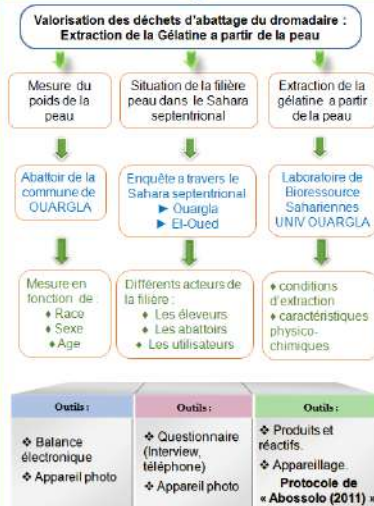 Valorisation des déchets d'abattage du dromadaire :
Extraction de la Gélatine a partir de la peau
Mesure du
poids de la
peau
Situation de la filière
peau dans le Sahara
septentrional
Extraction de la
gélatine a partir
de la peau
Abattoir de la
commune de
OUARGLA
Enquête a travers le
Sahara septentrional
► Ouargla
► El-Oued
Laboratoire de
Bioressource
Sahariennes
UNIV OUARGLA
Mesure en
fonction de :
♦ Race
♦ Sexe
♦ Age
Différents acteurs de
la filière :
♦ Les éleveurs
♦ Les abattoirs
♦ Les utilisateurs
♦ conditions
d'extraction
♦ caractéristiques
physico-
chimiques
Outils :
❖ Balance
électronique
❖ Appareil photo
Outils :
❖ Questionnaire
(Interview,
téléphone)
❖ Appareil photo
Outils :
❖ Produits et
réactifs.
❖ Appareillage.
Protocole de
« Abossolo (2011) »